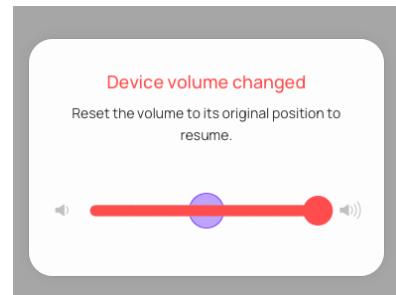 Device volume changed
Reset the volume to its original position to
resume.